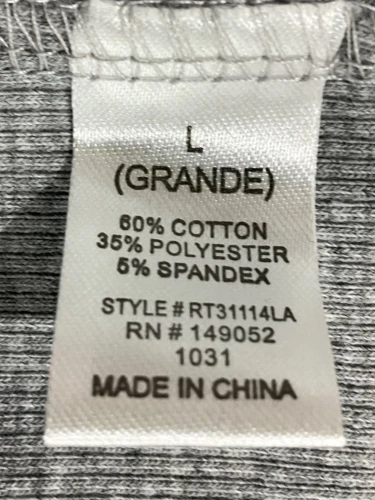 L
(GRANDE)
60% COTTON
35% POLYESTER
5% SPANDEX
STYLE # RT31114LA
RN # 149052
1031
MADE IN CHINA